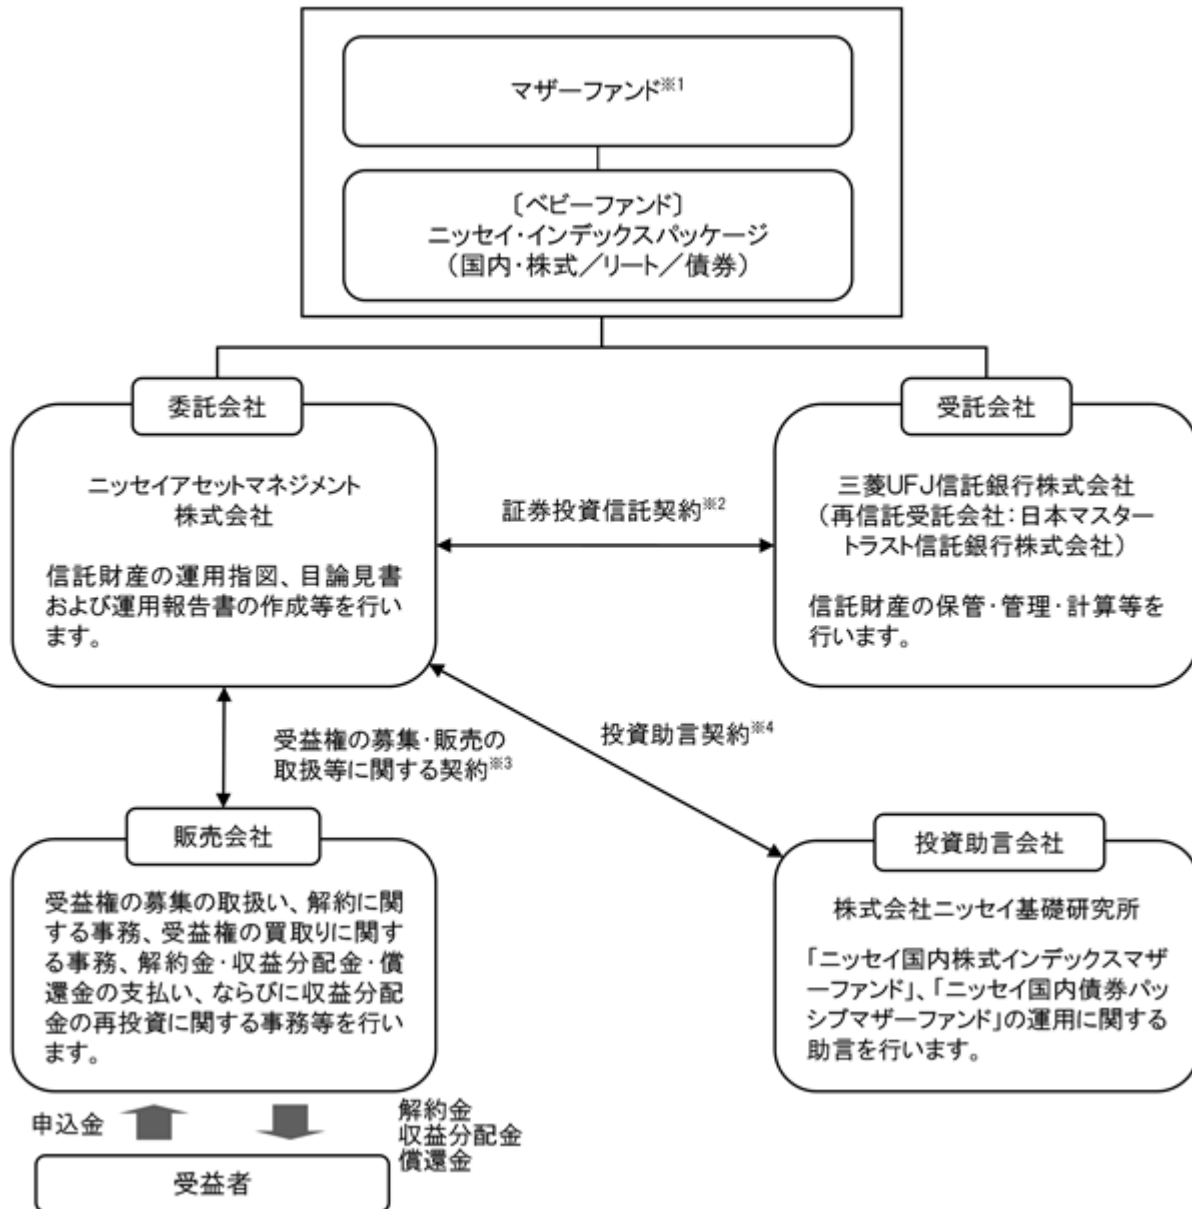 マザーファンド※1
〔ベビーファンド〕
ニッセイ・インデックスパッケージ
（国内・株式／リート／債券）
委託会社
ニッセイアセットマネジメント
株式会社
信託財産の運用指図、目論見書
および運用報告書の作成等を行い
ます。
証券投資信託契約※2
受託会社
三菱UFJ信託銀行株式会社
（再信託受託会社：日本マスター
トラスト信託銀行株式会社）
信託財産の保管・管理・計算等を
行います。
受益権の募集・販売の
取扱等に関する契約※3
投資助言契約※4
販売会社
受益権の募集の取扱い、解約に関
する事務、受益権の買取りに関す
る事務、解約金・収益分配金・償
還金の支払い、ならびに収益分配
金の再投資に関する事務等を行い
ます。
投資助言会社
株式会社ニッセイ基礎研究所
「ニッセイ国内株式インデックスマザ
ーファンド」、「ニッセイ国内債券パッ
シブマザーファンド」の運用に関する
助言を行います。
申込金
解約金
収益分配金
償還金
受益者